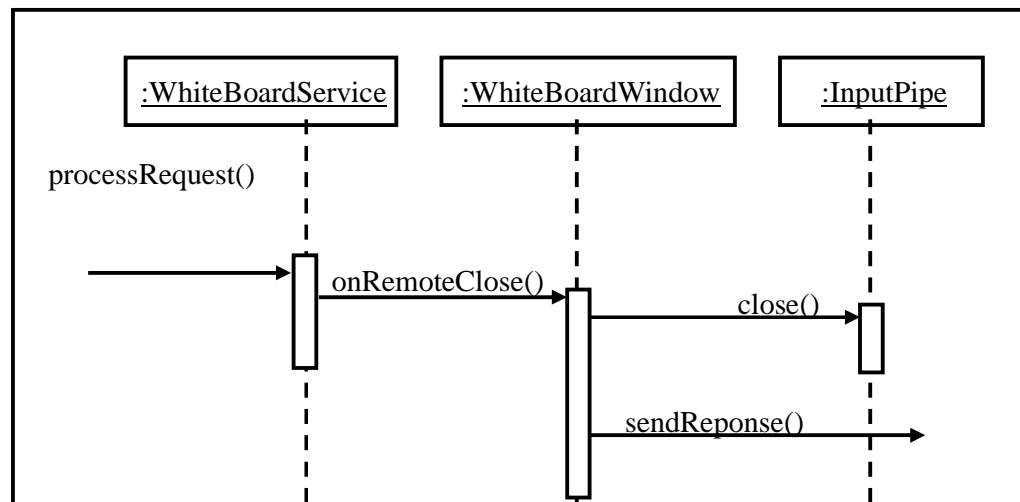 :WhiteBoardService
:WhiteBoardWindow
:InputPipe
processRequest()
onRemoteClose()
close()
sendReponse()